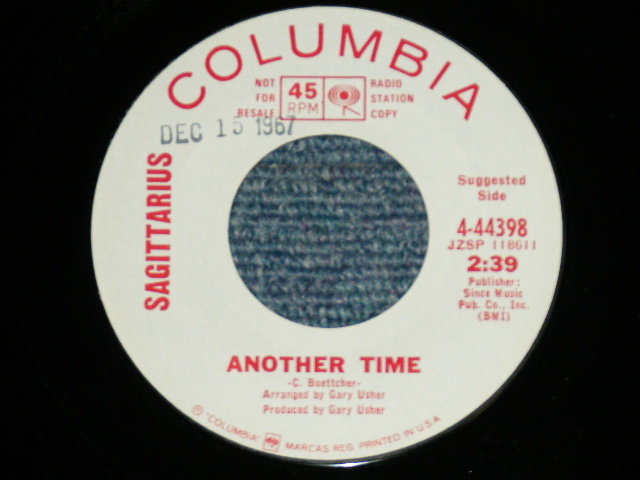 COLUMBIA
NOT FOR RESALE
45 RPM
RADIO STATION COPY
DEC 15 1967
SAGITTARIUS
Suggested
Side
4-44398
JZSP 118611
2:39
Publisher:
Since Music
Pub. Co., Inc.
(BMI)
ANOTHER TIME
-C. Boettcher-
Arranged by Gary Usher
Produced by Gary Usher
Ⓟ "COLUMBIA" MARCAS REG. PRINTED IN U.S.A.